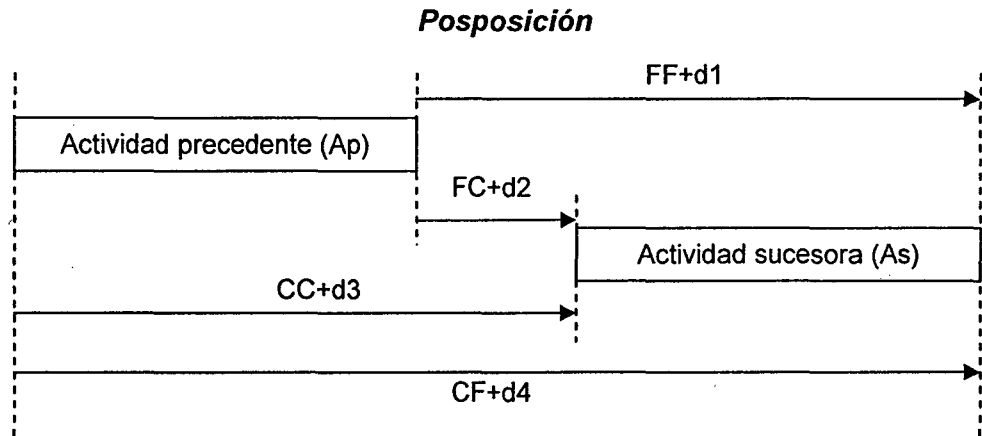 Posposición
FF+d1
Actividad precedente (Ap)
FC+d2
Actividad sucesora (As)
CC+d3
CF+d4